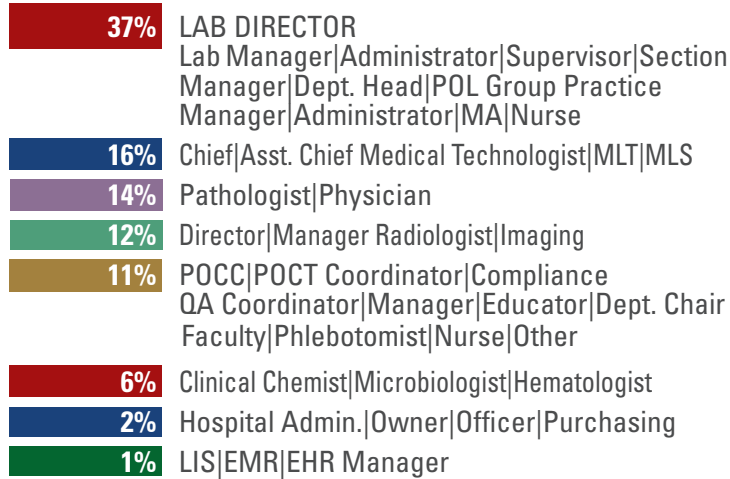 37% LAB DIRECTOR
Lab Manager|Administrator|Supervisor|Section
Manager|Dept. Head|POL Group Practice
Manager|Administrator|MA|Nurse
16% Chief|Asst. Chief Medical Technologist|MLT|MLS
14% Pathologist|Physician
12% Director|Manager Radiologist|Imaging
11% POCC|POCT Coordinator|Compliance
QA Coordinator|Manager|Educator|Dept. Chair
Faculty|Phlebotomist|Nurse|Other
6% Clinical Chemist|Microbiologist|Hematologist
2% Hospital Admin.|Owner|Officer|Purchasing
1% LIS|EMR|EHR Manager